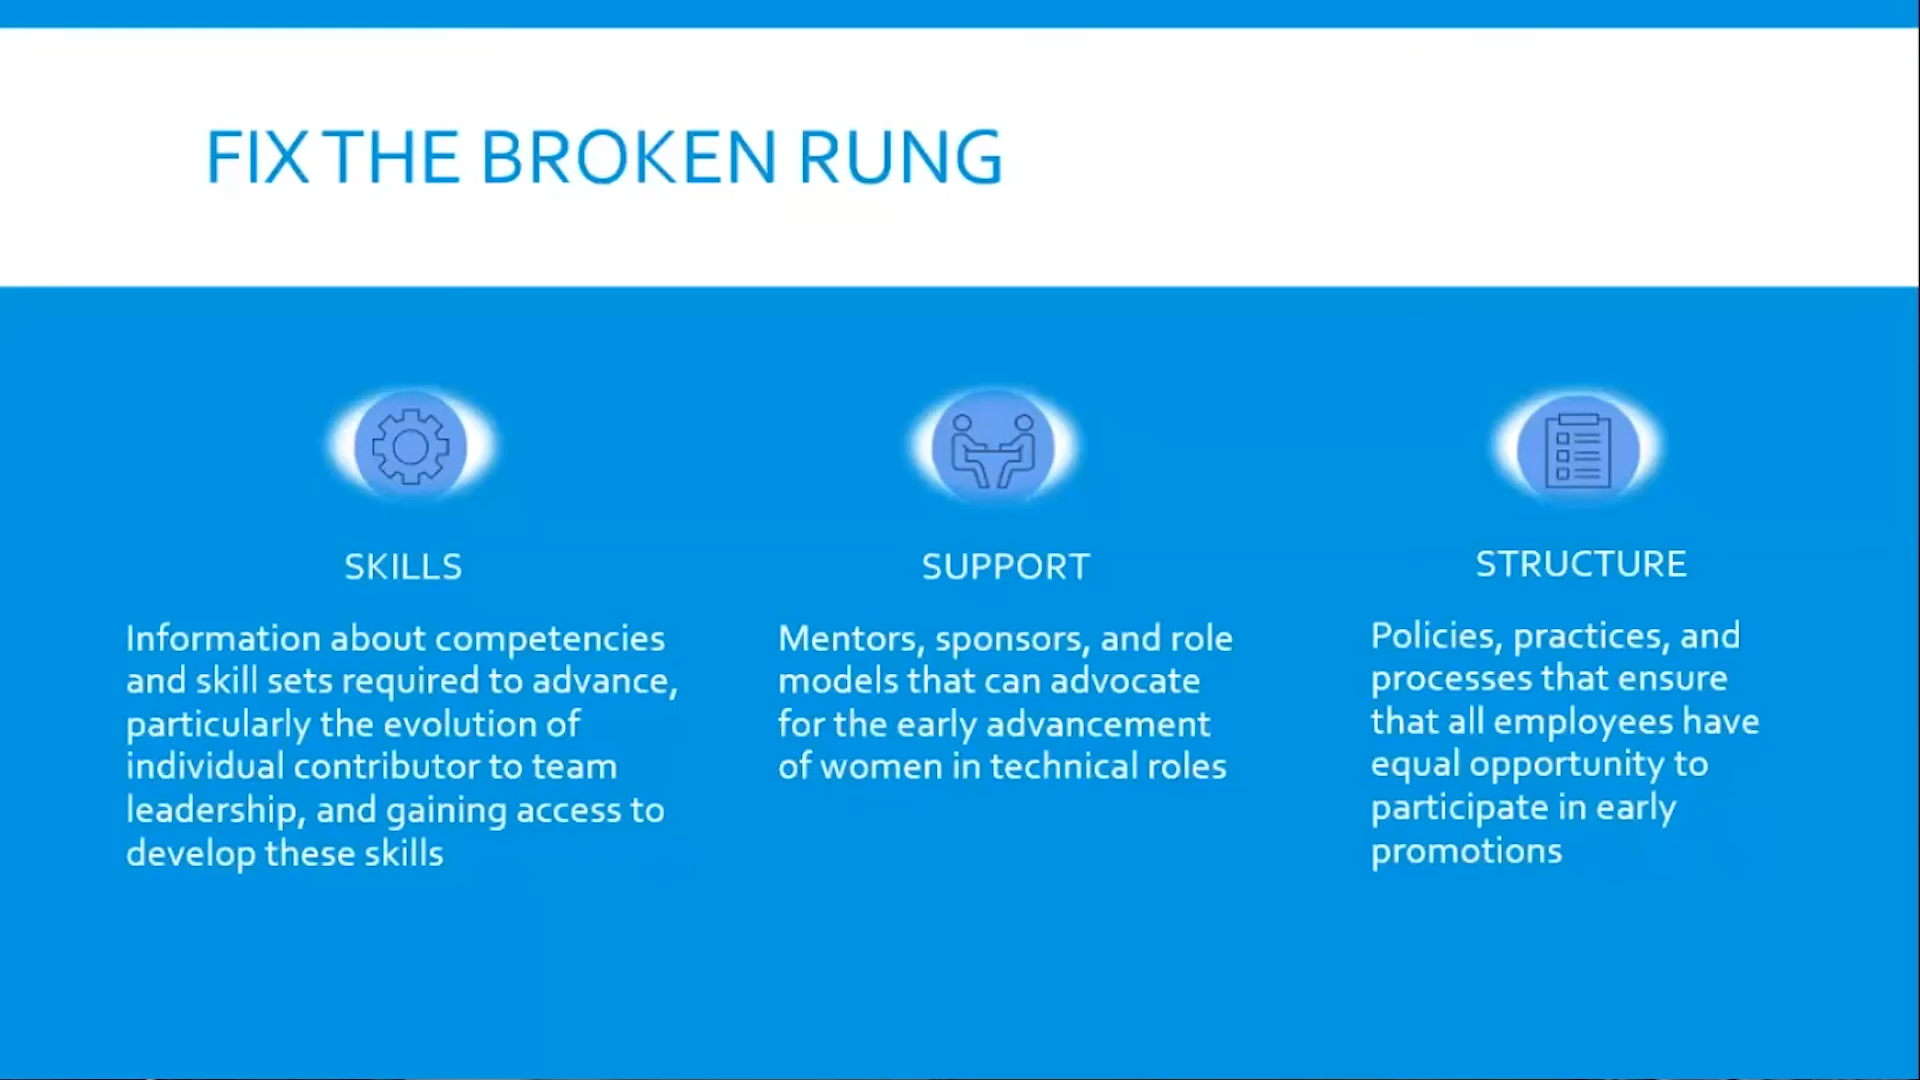 FIX THE BROKEN RUNG
SKILLS
Information about competencies
and skill sets required to advance,
particularly the evolution of
individual contributor to team
leadership, and gaining access to
develop these skills
SUPPORT
Mentors, sponsors, and role
models that can advocate
for the early advancement
of women in technical roles
STRUCTURE
Policies, practices, and
processes that ensure
that all employees have
equal opportunity to
participate in early
promotions